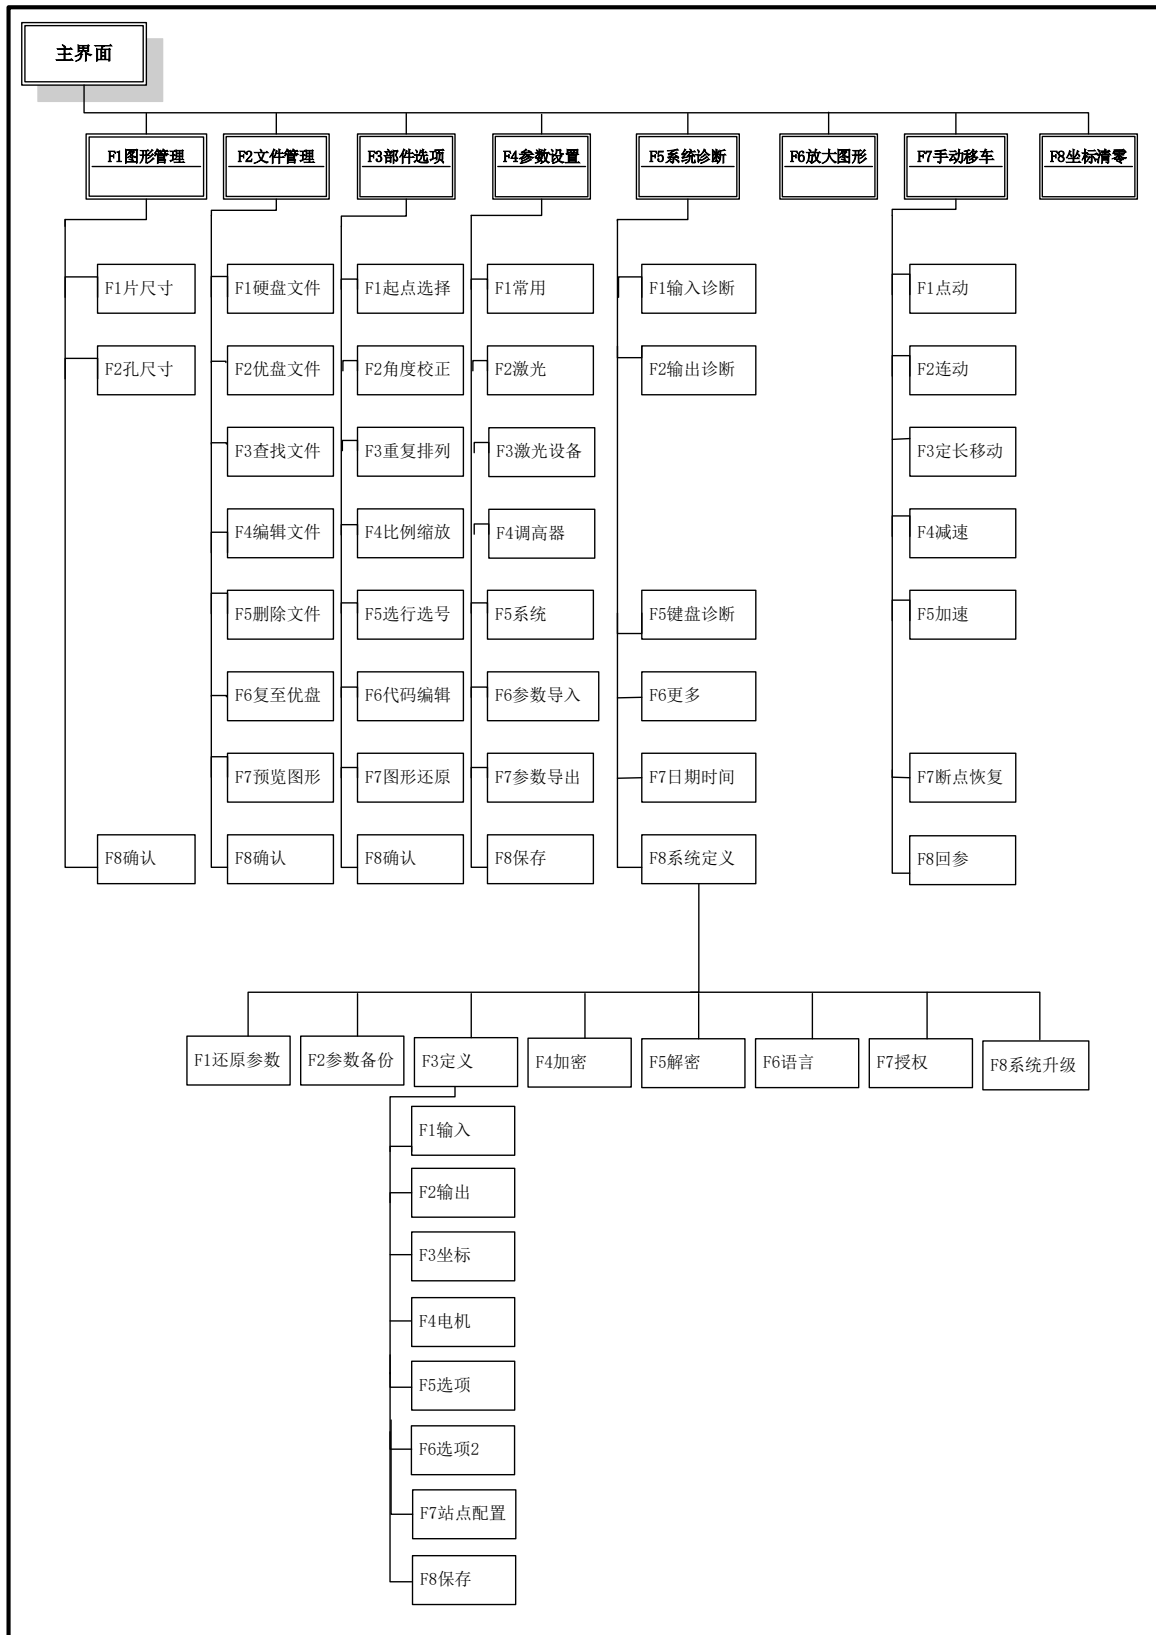 主界面
F1图形管理
F2文件管理
F3部件选项
F4参数设置
F5系统诊断
F6放大图形
F7手动移车
F8坐标清零
F1片尺寸
F2孔尺寸
F8确认
F1硬盘文件
F2优盘文件
F3查找文件
F4编辑文件
F5删除文件
F6复至优盘
F7预览图形
F8确认
F1起点选择
F2角度校正
F3重复排列
F4比例缩放
F5选行选号
F6代码编辑
F7图形还原
F8确认
F1常用
F2激光
F3激光设备
F4调高器
F5系统
F6参数导入
F7参数导出
F8保存
F1输入诊断
F2输出诊断
F5键盘诊断
F6更多
F7日期时间
F8系统定义
F1点动
F2连动
F3定长移动
F4减速
F5加速
F7断点恢复
F8回参
F1还原参数
F2参数备份
F3定义
F4加密
F5解密
F6语言
F7授权
F8系统升级
F1输入
F2输出
F3坐标
F4电机
F5选项
F6选项2
F7站点配置
F8保存